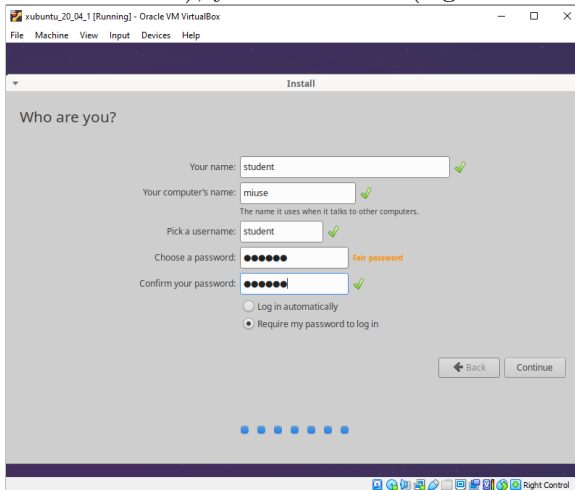 xubuntu_20_04_1 [Running] - Oracle VM VirtualBox
File Machine View Input Devices Help
Install
Who are you?
Your name: student
Your computer's name: miuse
The name it uses when it talks to other computers.
Pick a username: student
Choose a password: ●●●●●● Fair password
Confirm your password: ●●●●●●
Log in automatically
Require my password to log in
Back Continue
Right Control